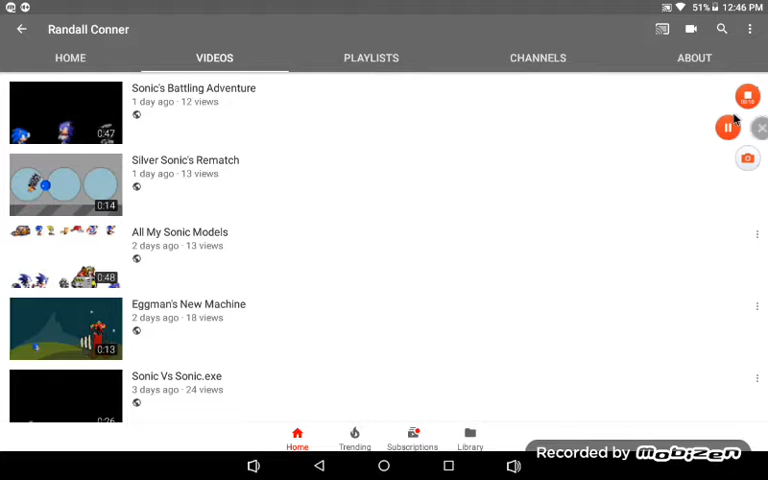 51% 12:46 PM
Randall Conner
HOME VIDEOS PLAYLISTS CHANNELS ABOUT
Sonic's Battling Adventure
1 day ago · 12 views
0:47
Silver Sonic's Rematch
1 day ago · 13 views
0:14
All My Sonic Models
2 days ago · 13 views
0:48
Eggman's New Machine
2 days ago · 18 views
0:13
Sonic Vs Sonic.exe
3 days ago · 24 views
0:26
Home Trending Subscriptions Library
Recorded by MOBIZEN